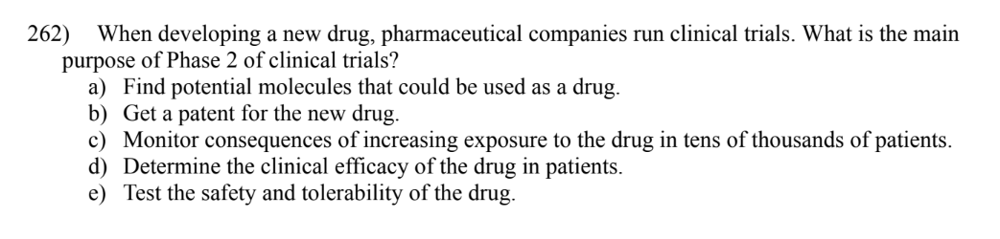 262) When developing a new drug, pharmaceutical companies run clinical trials. What is the main
purpose of Phase 2 of clinical trials?
a) Find potential molecules that could be used as a drug.
b) Get a patent for the new drug.
c) Monitor consequences of increasing exposure to the drug in tens of thousands of patients.
d) Determine the clinical efficacy of the drug in patients.
e) Test the safety and tolerability of the drug.